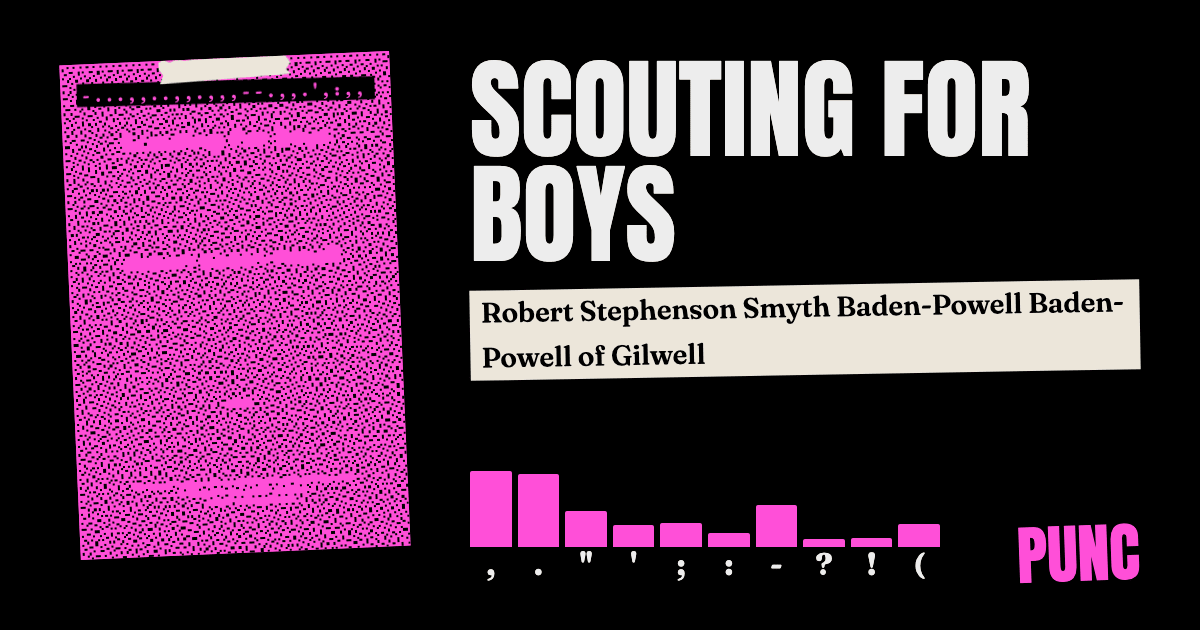 -...,,..,,.,,,--.,,.',:,,
SCOUTING FOR
BOYS
Robert Stephenson Smyth Baden-Powell Baden-
Powell of Gilwell
, . " ' ; : - ? ! (
PUNC